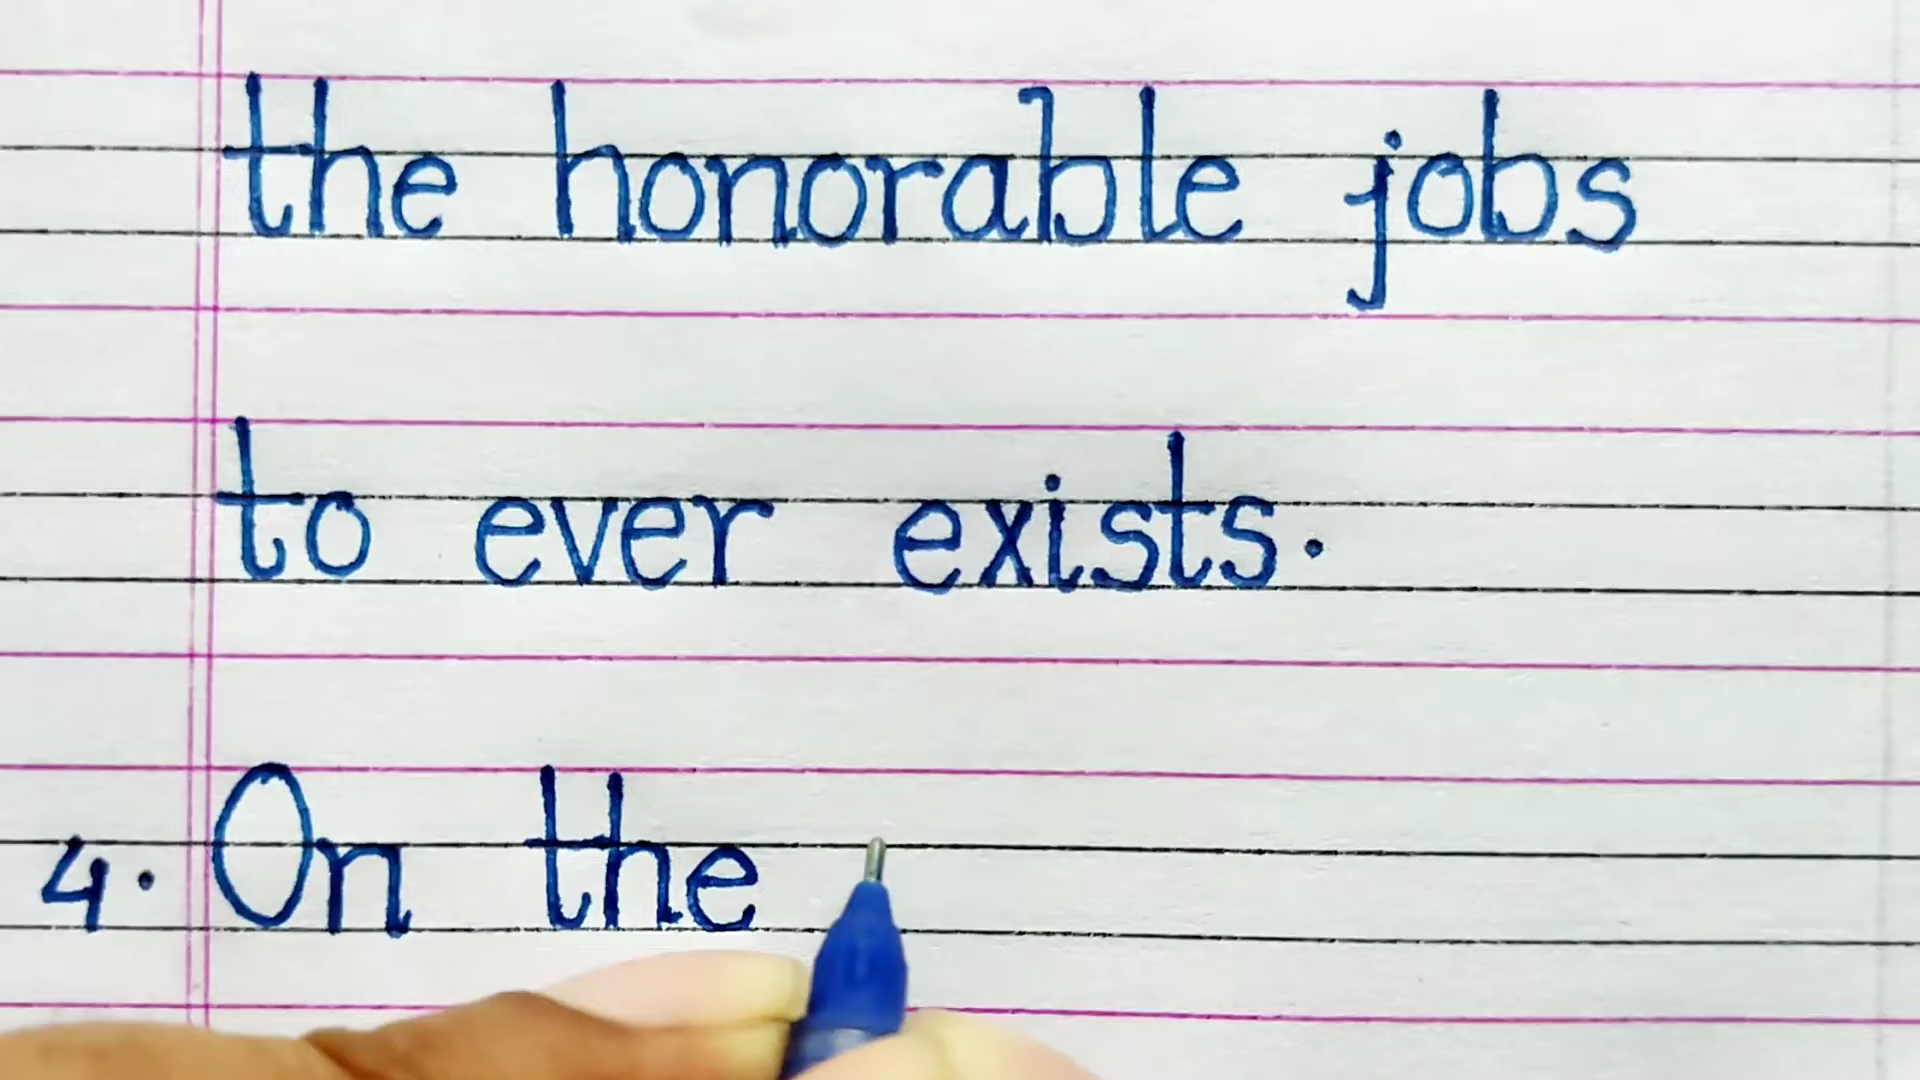 the honorable jobs
to ever exists.
4. On the